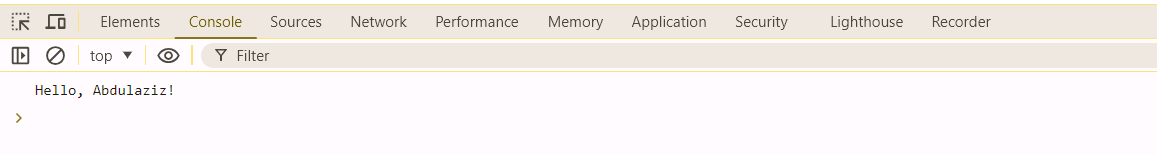 Elements Console Sources Network Performance Memory Application Security Lighthouse Recorder
top Filter
Hello, Abdulaziz!